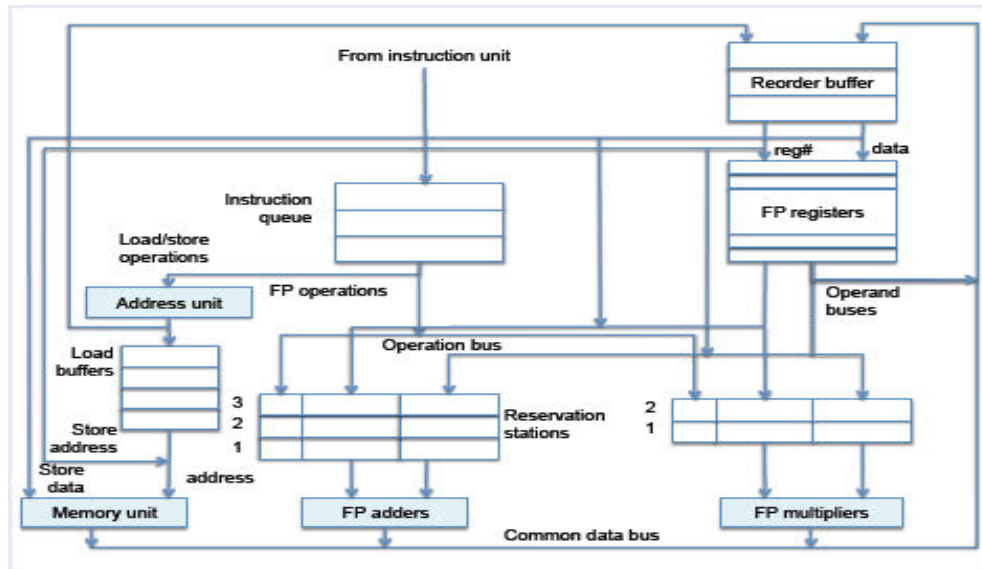 From instruction unit
Reorder buffer
reg#
data
Instruction
queue
FP registers
Load/store
operations
FP operations
Address unit
Operand
buses
Operation bus
Load
buffers
3
2
1
Reservation
stations
2
1
Store
address
Store
data
address
Memory unit
FP adders
FP multipliers
Common data bus